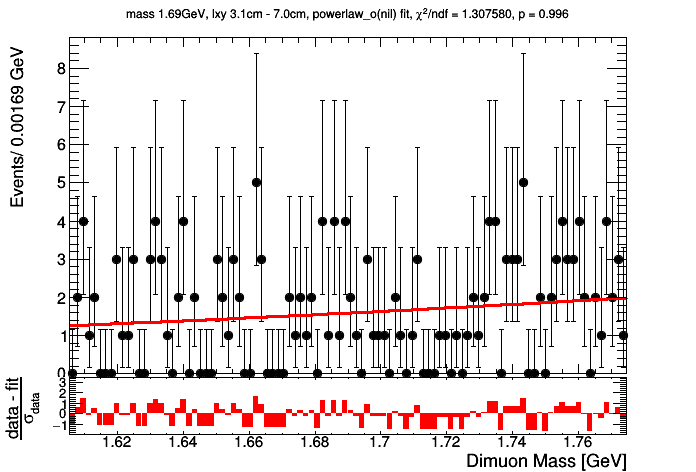 mass 1.69GeV, lxy 3.1cm - 7.0cm, powerlaw_o(nil) fit, χ²/ndf = 1.307580, p = 0.996
Events/ 0.00169 GeV
8
7
6
5
4
3
2
1
0
data - fit
σdata
3
2
1
0
−1
1.62 1.64 1.66 1.68 1.7 1.72 1.74 1.76
Dimuon Mass [GeV]